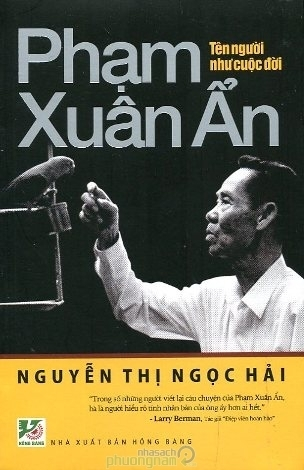 Phạm
Xuân Ẩn
Tên người
như cuộc đời
NGUYỄN THỊ NGỌC HẢI
"Trong số những người viết lại câu chuyện của Phạm Xuân Ẩn,
bà là người hiểu rõ tính nhân bản của ông ấy hơn ai hết."
- Larry Berman, Tác giả "Điệp viên hoàn hảo"
HỒNG BÀNG
NHÀ XUẤT BẢN HỒNG BÀNG
nhasach
phuongnam